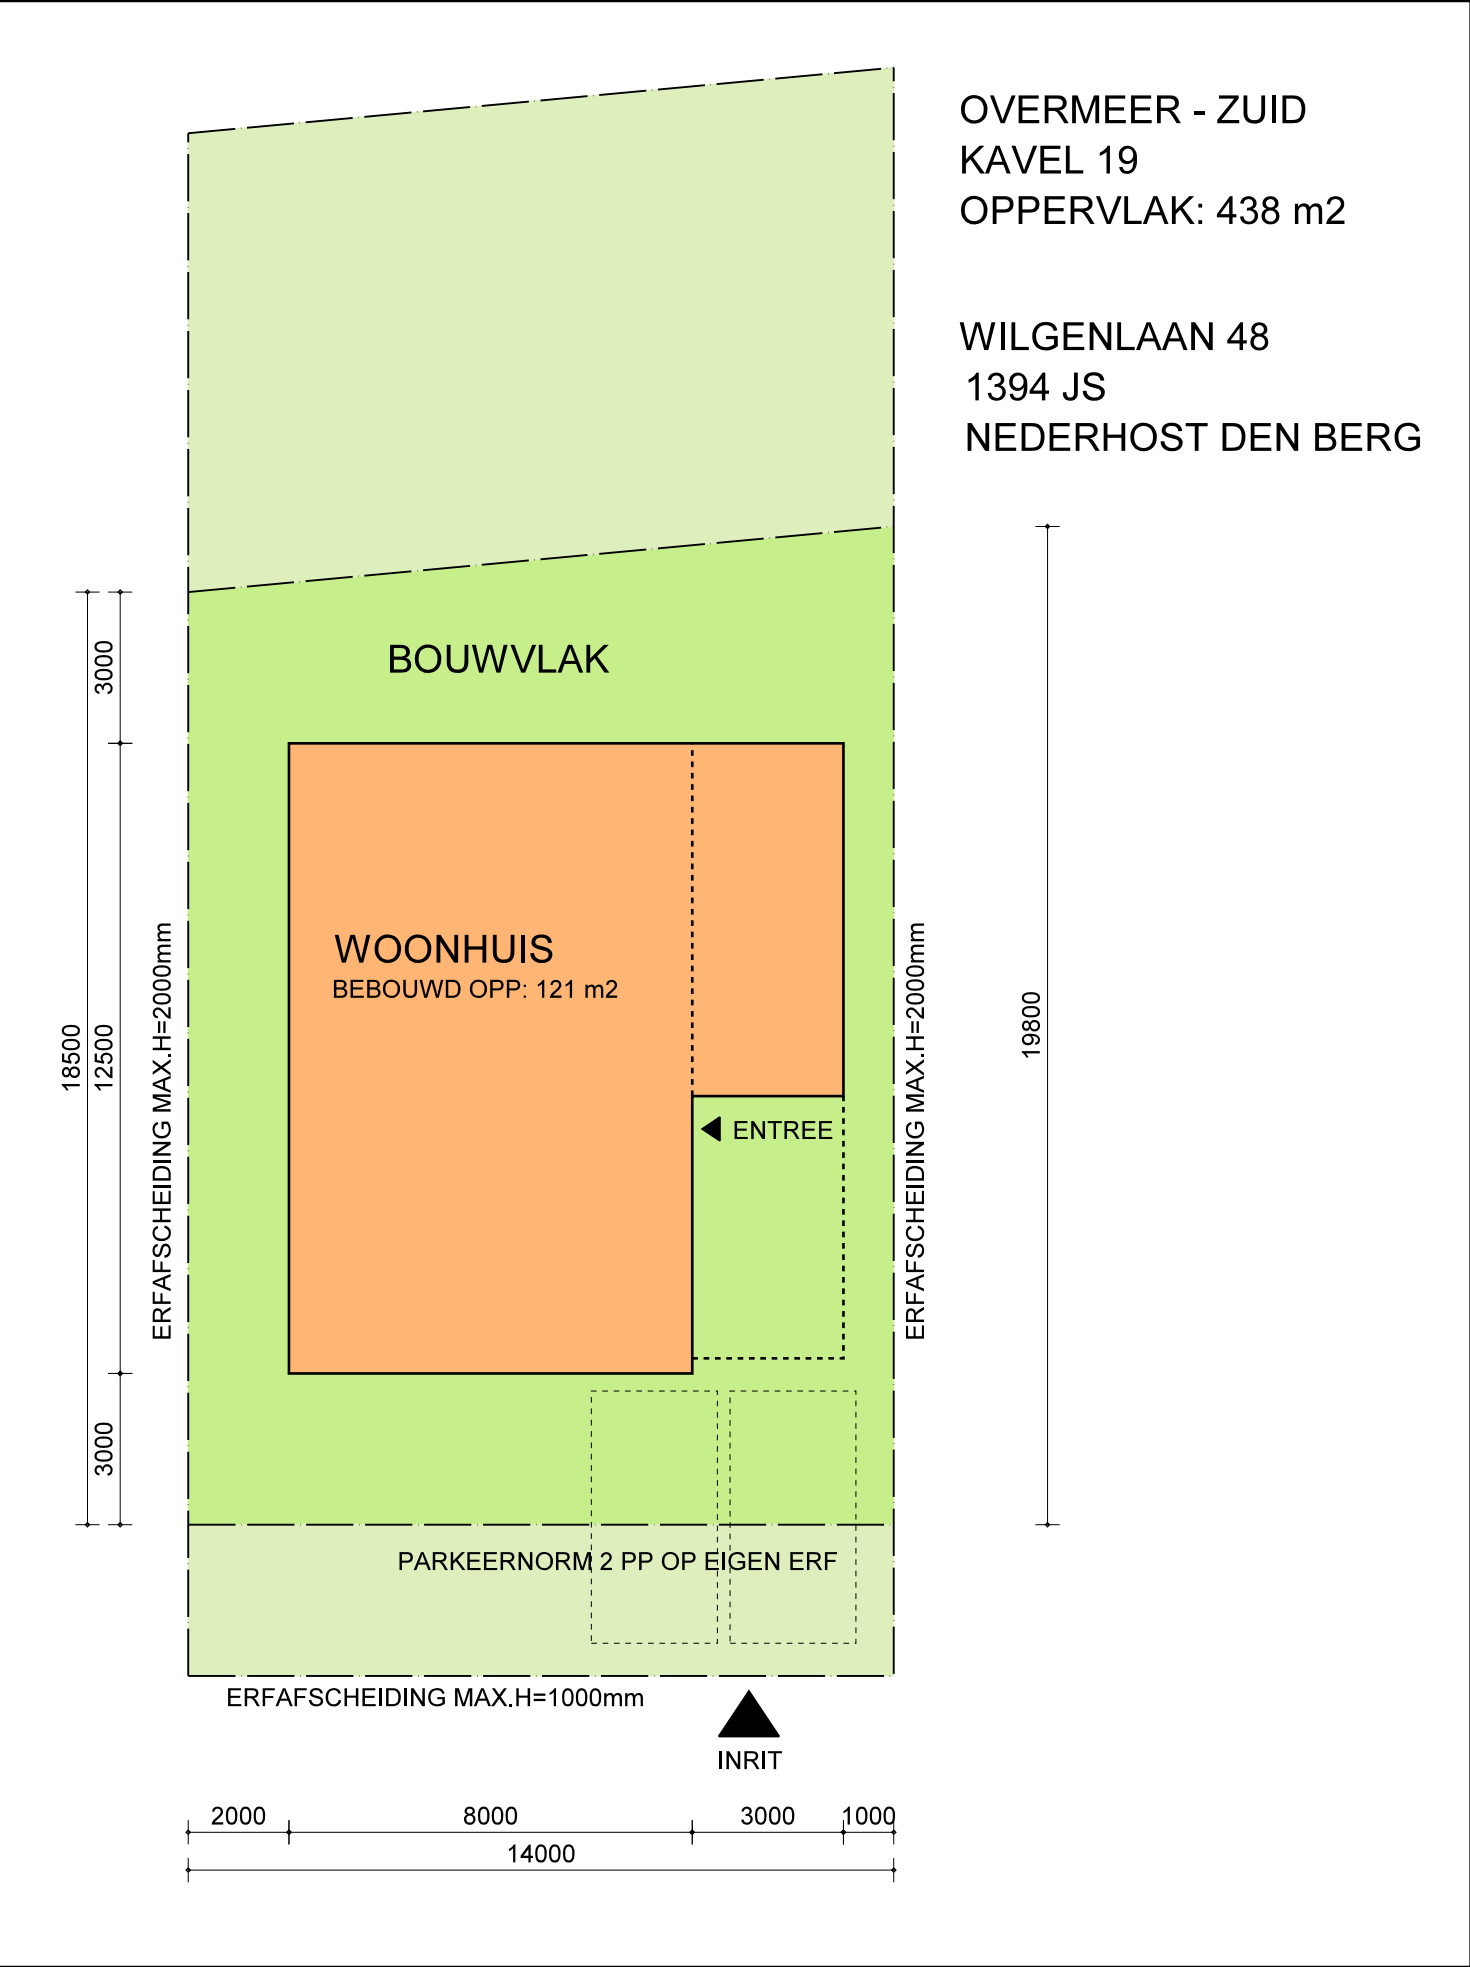 OVERMEER - ZUID
KAVEL 19
OPPERVLAK: 438 m2
WILGENLAAN 48
1394 JS
NEDERHOST DEN BERG
BOUWVLAK
3000
WOONHUIS
BEBOUWD OPP: 121 m2
18500
12500
ERFAFSCHEIDING MAX.H=2000mm
ERFAFSCHEIDING MAX.H=2000mm
19800
ENTREE
3000
PARKEERNORM 2 PP OP EIGEN ERF
ERFAFSCHEIDING MAX.H=1000mm
INRIT
2000 8000 3000 1000
14000